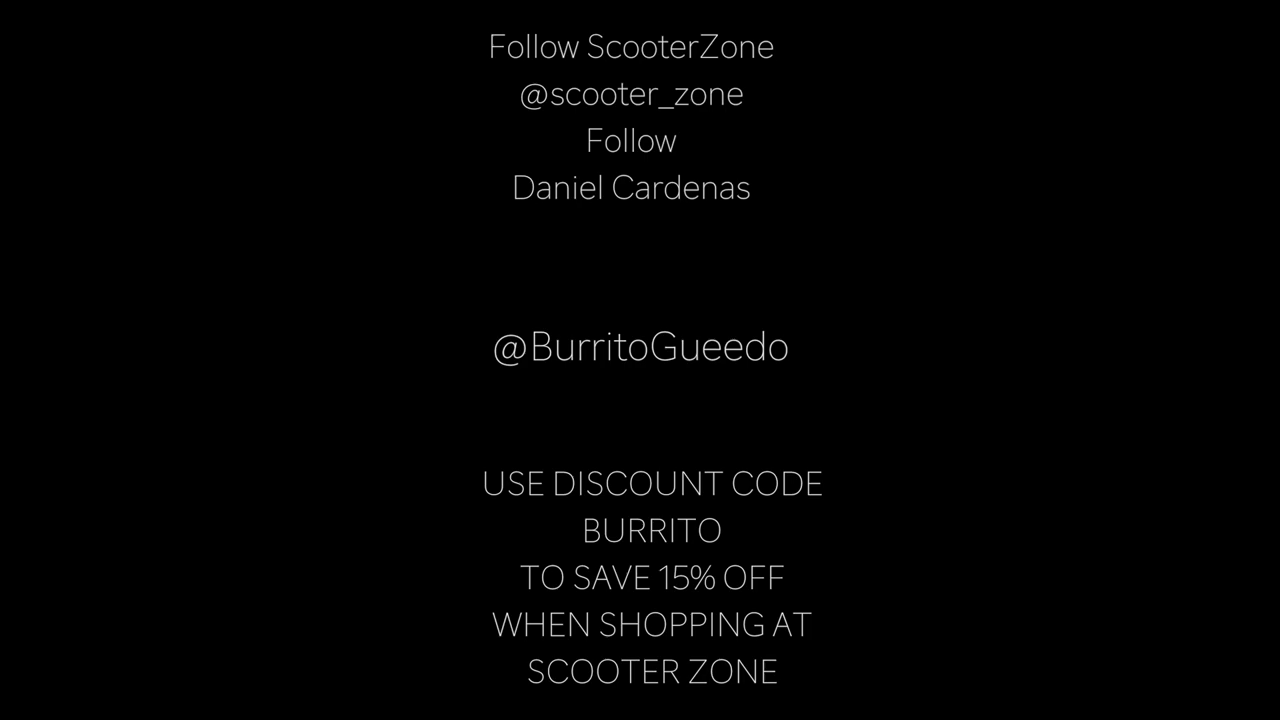 Follow ScooterZone
@scooter_zone
Follow
Daniel Cardenas
@BurritoGueedo
USE DISCOUNT CODE
BURRITO
TO SAVE 15% OFF
WHEN SHOPPING AT
SCOOTER ZONE